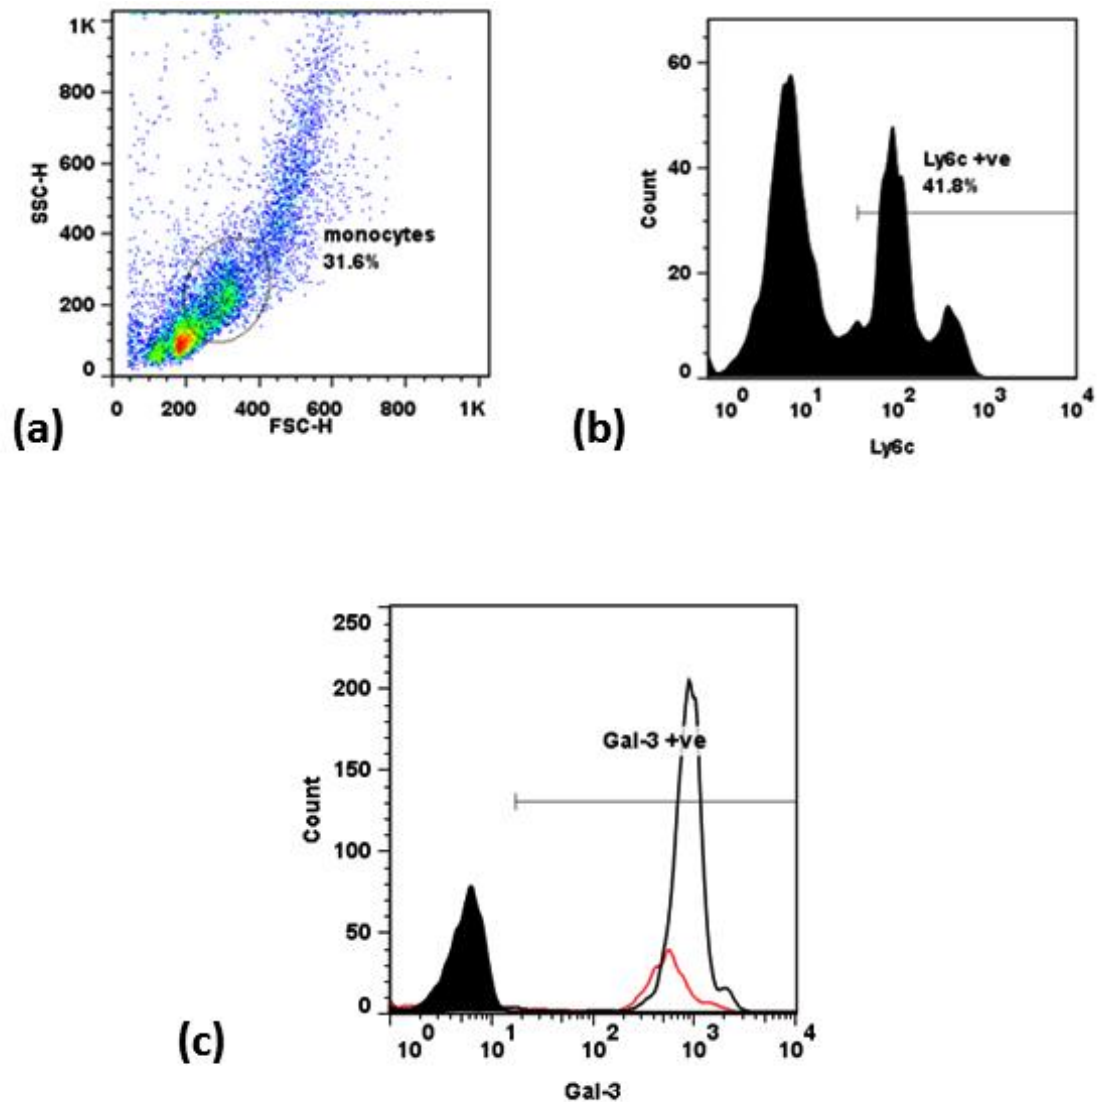 1K
800
600
400
200
0
SSC-H
monocytes
31.6%
0 200 400 600 800 1K
FSC-H
(a)
60
40
20
0
Count
Ly6c +ve
41.8%
10^0 10^1 10^2 10^3 10^4
Ly6c
(b)
250
200
150
100
50
0
Count
Gal-3 +ve
10^0 10^1 10^2 10^3 10^4
Gal-3
(c)